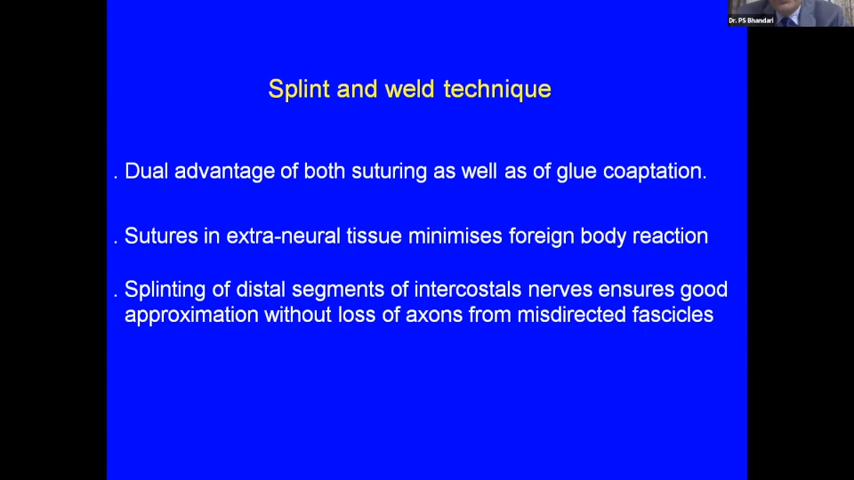 Dr. PS Bhandari
Splint and weld technique
. Dual advantage of both suturing as well as of glue coaptation.
. Sutures in extra-neural tissue minimises foreign body reaction
. Splinting of distal segments of intercostals nerves ensures good
approximation without loss of axons from misdirected fascicles